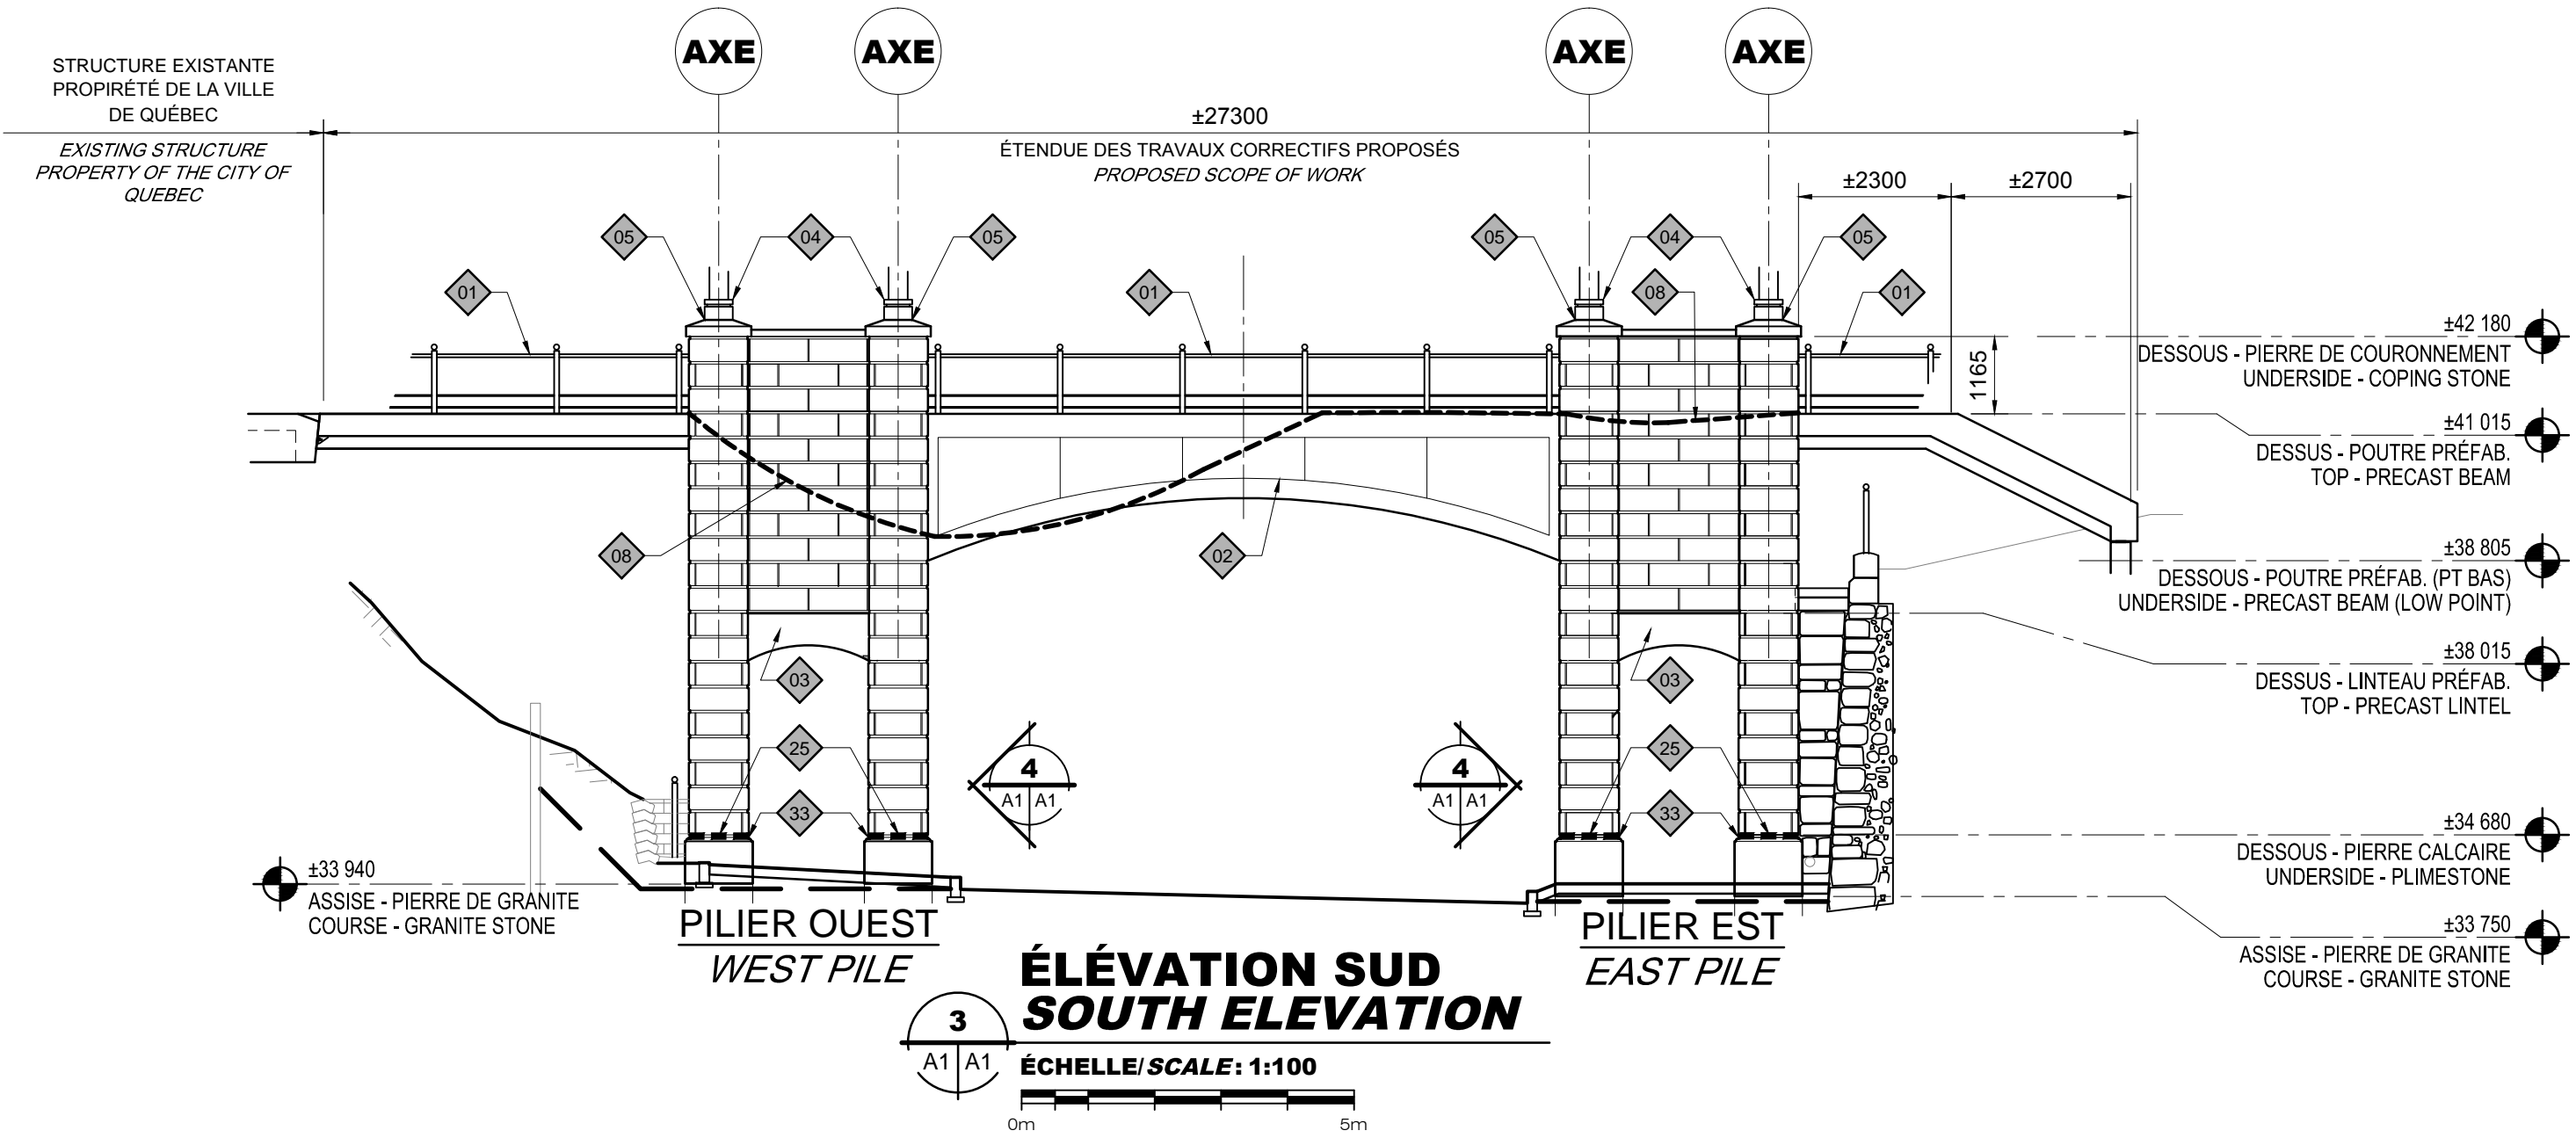 AXE
AXE
AXE
AXE
STRUCTURE EXISTANTE
PROPIRÉTÉ DE LA VILLE
DE QUÉBEC
EXISTING STRUCTURE
PROPERTY OF THE CITY OF
QUEBEC
±27300
ÉTENDUE DES TRAVAUX CORRECTIFS PROPOSÉS
PROPOSED SCOPE OF WORK
±2300
±2700
05
04
05
05
04
05
01
01
08
01
1165
±42 180
DESSOUS - PIERRE DE COURONNEMENT
UNDERSIDE - COPING STONE
±41 015
DESSUS - POUTRE PRÉFAB.
TOP - PRECAST BEAM
08
02
±38 805
DESSOUS - POUTRE PRÉFAB. (PT BAS)
UNDERSIDE - PRECAST BEAM (LOW POINT)
03
03
±38 015
DESSUS - LINTEAU PRÉFAB.
TOP - PRECAST LINTEL
25
25
4
A1 A1
4
A1 A1
33
33
±34 680
DESSOUS - PIERRE CALCAIRE
UNDERSIDE - PLIMESTONE
±33 940
ASSISE - PIERRE DE GRANITE
COURSE - GRANITE STONE
±33 750
ASSISE - PIERRE DE GRANITE
COURSE - GRANITE STONE
PILIER OUEST
WEST PILE
PILIER EST
EAST PILE
3
A1 A1
ÉLÉVATION SUD
SOUTH ELEVATION
ÉCHELLE/SCALE: 1:100
0m
5m